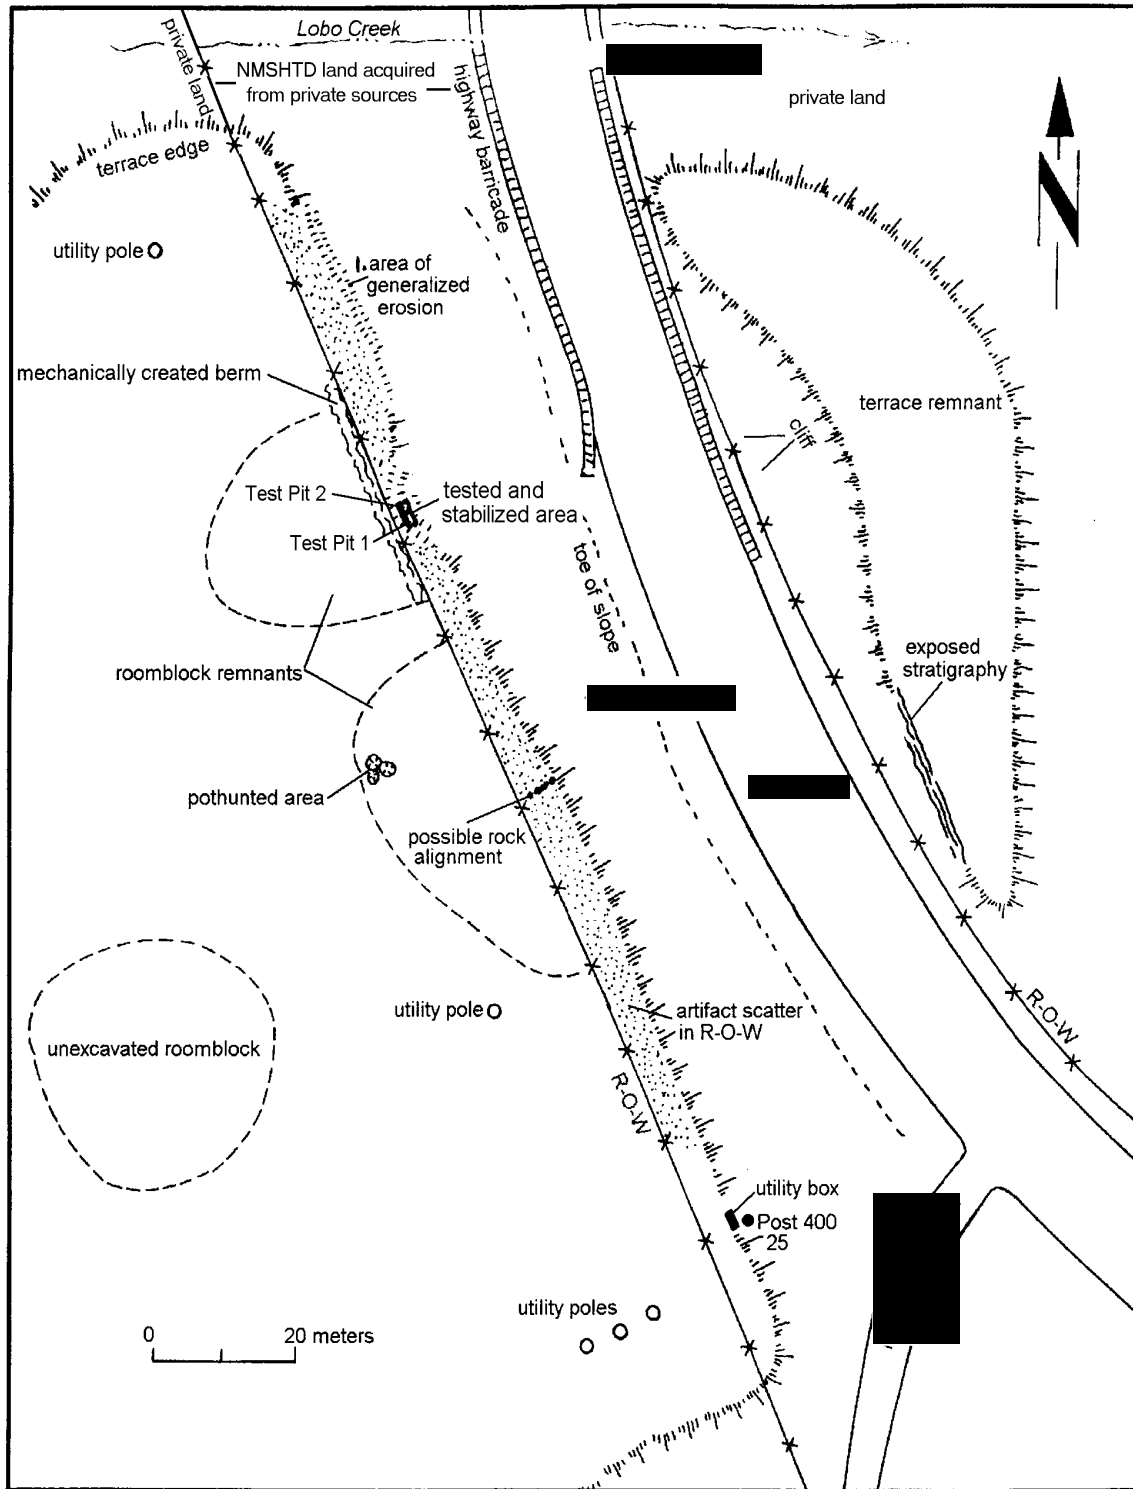 Lobo Creek
private land
NMSHTD land acquired
from private sources
highway barricade
private land
terrace edge
utility pole
area of
generalized
erosion
mechanically created berm
terrace remnant
cliff
Test Pit 2
tested and
stabilized area
Test Pit 1
toe of slope
exposed
stratigraphy
roomblock remnants
pothunted area
possible rock
alignment
utility pole
artifact scatter
in R-O-W
R-O-W
unexcavated roomblock
R-O-W
utility box
Post 400
25
utility poles
0
20 meters
N